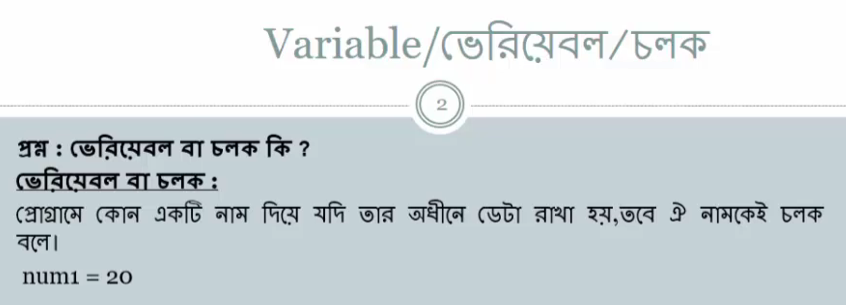 Variable/ভেরিয়েবল/চলক
2
প্রশ্ন : ভেরিয়েবল বা চলক কি ?
ভেরিয়েবল বা চলক :
প্রোগ্রামে কোন একটি নাম দিয়ে যদি তার অধীনে ডেটা রাখা হয়,তবে ঐ নামকেই চলক
বলে।
num1 = 20